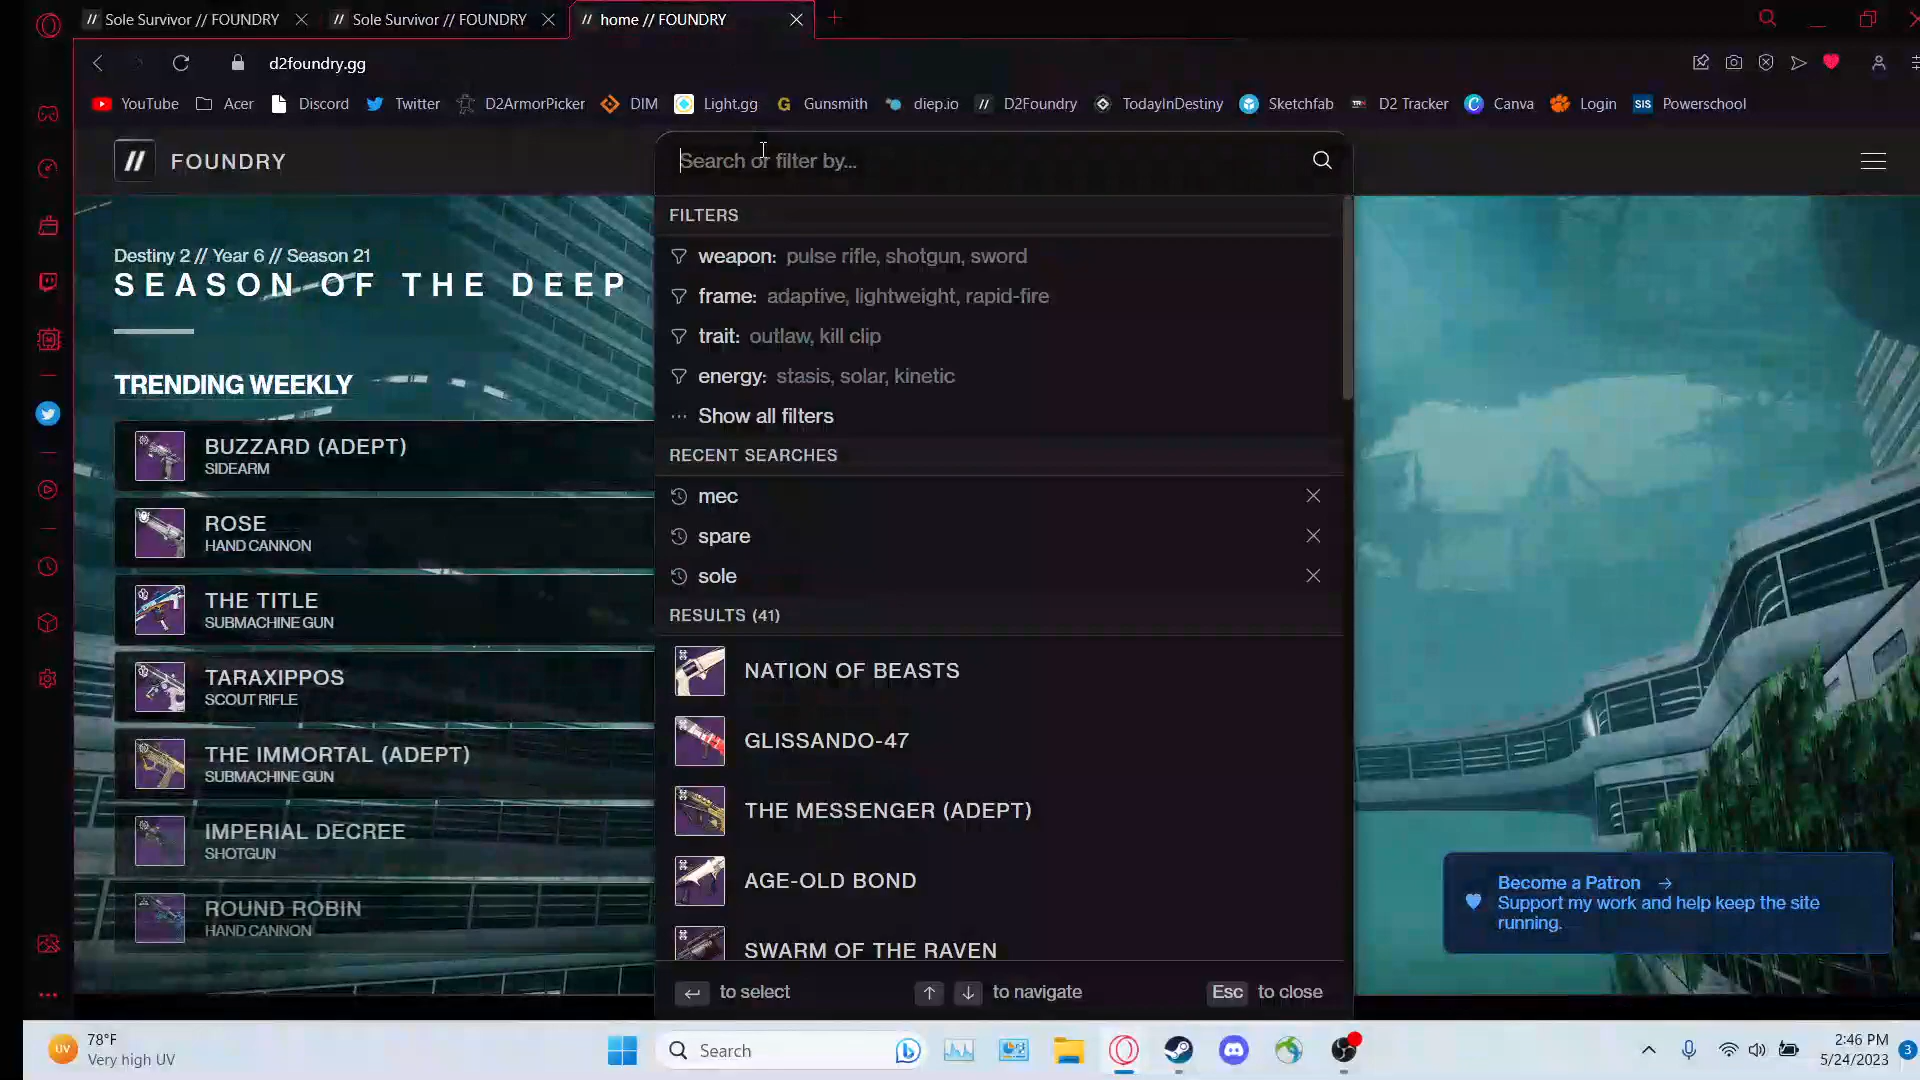 // Sole Survivor // FOUNDRY
// Sole Survivor // FOUNDRY
// home // FOUNDRY
d2foundry.gg
YouTube Acer Discord Twitter D2ArmorPicker DIM Light.gg G Gunsmith diep.io // D2Foundry TodayInDestiny Sketchfab TRN D2 Tracker Canva Login SIS Powerschool
// FOUNDRY
Search or filter by...
Destiny 2 // Year 6 // Season 21
SEASON OF THE DEEP
TRENDING WEEKLY
BUZZARD (ADEPT)
SIDEARM
ROSE
HAND CANNON
THE TITLE
SUBMACHINE GUN
TARAXIPPOS
SCOUT RIFLE
THE IMMORTAL (ADEPT)
SUBMACHINE GUN
IMPERIAL DECREE
SHOTGUN
ROUND ROBIN
HAND CANNON
FILTERS
weapon: pulse rifle, shotgun, sword
frame: adaptive, lightweight, rapid-fire
trait: outlaw, kill clip
energy: stasis, solar, kinetic
Show all filters
RECENT SEARCHES
mec
spare
sole
RESULTS (41)
NATION OF BEASTS
GLISSANDO-47
THE MESSENGER (ADEPT)
AGE-OLD BOND
SWARM OF THE RAVEN
to select
to navigate
Esc to close
Become a Patron →
Support my work and help keep the site
running.
UV
78°F
Very high UV
Search
2:46 PM
5/24/2023
3